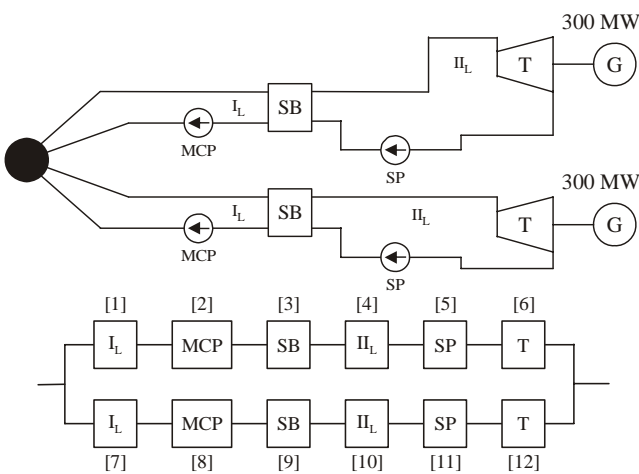 300 MW
II_L T G
I_L SB
MCP
SP
300 MW
I_L SB II_L T G
MCP
SP
[1] [2] [3] [4] [5] [6]
I_L MCP SB II_L SP T
I_L MCP SB II_L SP T
[7] [8] [9] [10] [11] [12]